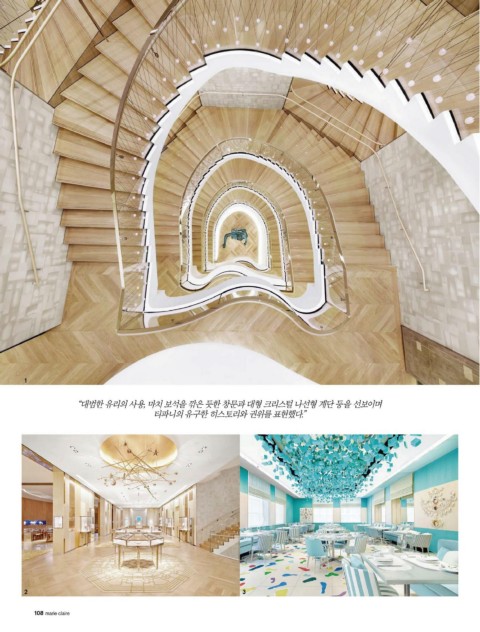 1
“대범한 유리의 사용, 마치 보석을 깎은 듯한 창문과 대형 크리스털 나선형 계단 등을 선보이며
티파니의 유구한 히스토리와 권위를 표현했다.”
2
3
108 marie claire